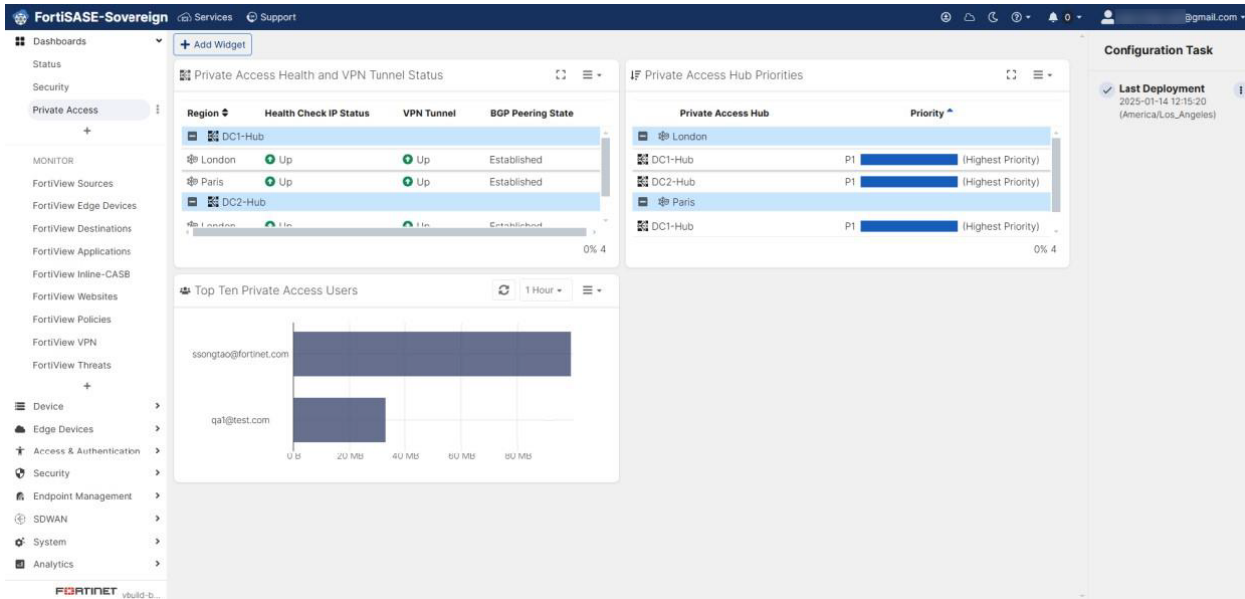 FortiSASE-Sovereign
Services
Support
0
@gmail.com
Dashboards
Status
Security
Private Access
+
MONITOR
FortiView Sources
FortiView Edge Devices
FortiView Destinations
FortiView Applications
FortiView Inline-CASB
FortiView Websites
FortiView Policies
FortiView VPN
FortiView Threats
+
Device
Edge Devices
Access & Authentication
Security
Endpoint Management
SDWAN
System
Analytics
FORTINET
+ Add Widget
Private Access Health and VPN Tunnel Status
Region Health Check IP Status VPN Tunnel BGP Peering State
DC1-Hub
London Up Up Established
Paris Up Up Established
DC2-Hub
London Up Up Established
0% 4
Private Access Hub Priorities
Private Access Hub Priority
London
DC1-Hub P1 (Highest Priority)
DC2-Hub P1 (Highest Priority)
Paris
DC1-Hub P1 (Highest Priority)
0% 4
Top Ten Private Access Users
1 Hour
ssongtao@fortinet.com
qa1@test.com
0 B 20 MB 40 MB 60 MB 80 MB
Configuration Task
Last Deployment
2025-01-14 12:15:20
(America/Los_Angeles)